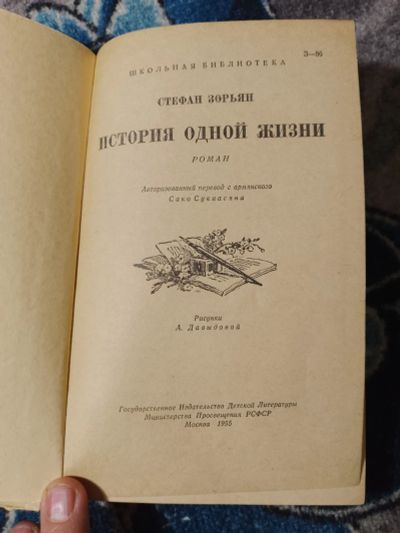 З—86
ШКОЛЬНАЯ БИБЛИОТЕКА
СТЕФАН ЗОРЬЯН
ИСТОРИЯ ОДНОЙ ЖИЗНИ
РОМАН
Авторизованный перевод с армянского
Сако Сукиасяна
Рисунки
А. Давыдовой
Государственное Издательство Детской Литературы
Министерства Просвещения РСФСР
Москва 1955